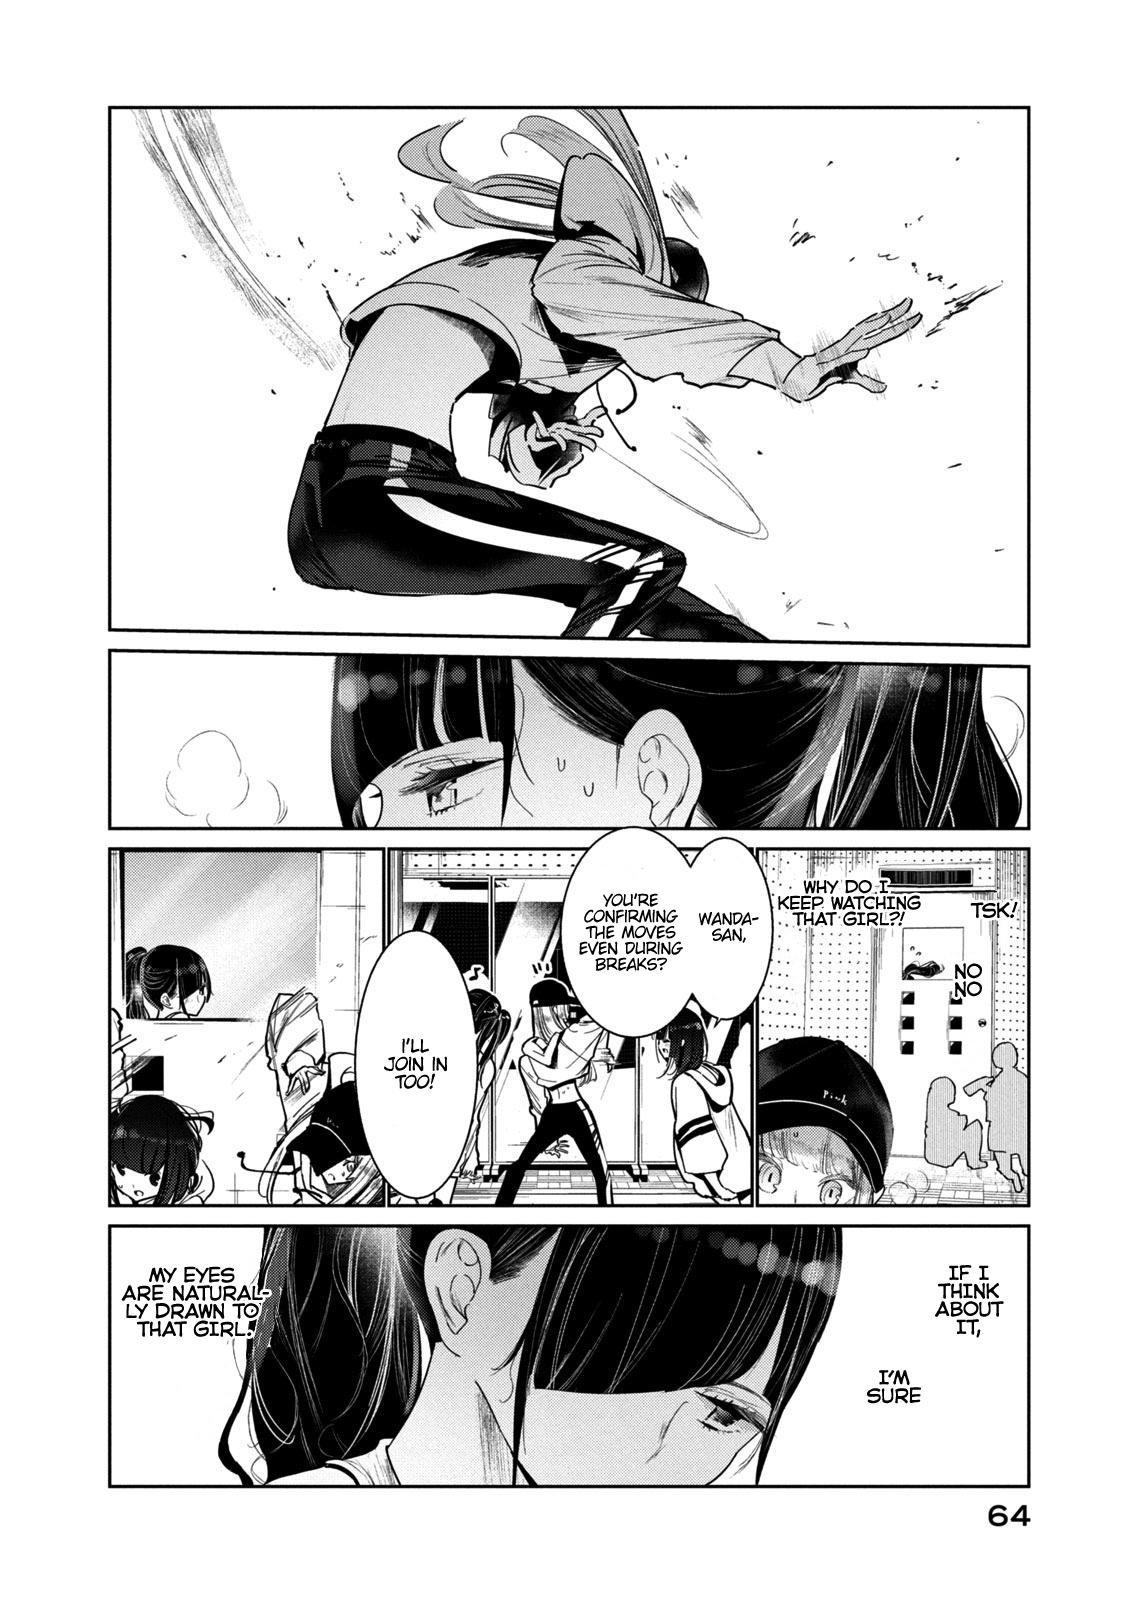 WANDA-
SAN,
YOU'RE
CONFIRMING
THE MOVES
EVEN DURING
BREAKS?
I'LL
JOIN IN
TOO!
TSK!
WHY DO I
KEEP WATCHING
THAT GIRL?!
NO
NO
Pink
IF I
THINK
ABOUT
IT,
I'M
SURE
MY EYES
ARE NATURAL-
LY DRAWN TO
THAT GIRL.
64